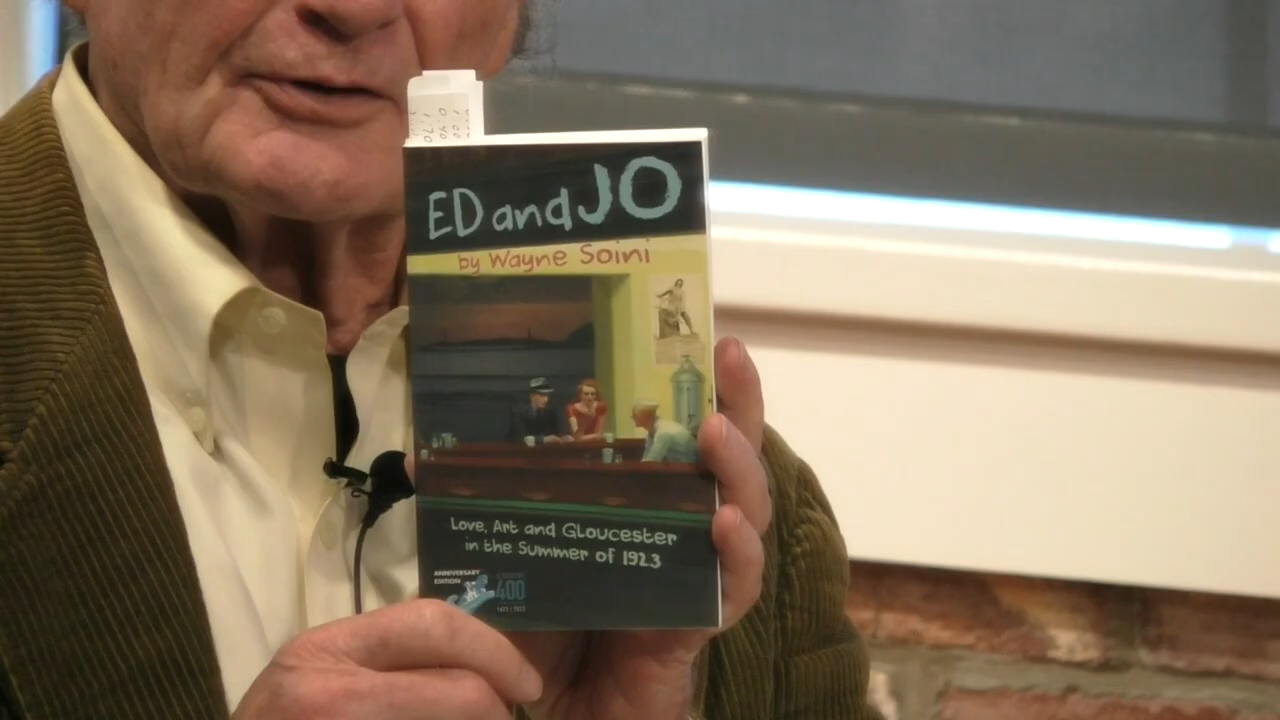 ED and JO
by Wayne Soini
Love, Art and Gloucester
in the Summer of 1923
ANNIVERSARY
EDITION
400